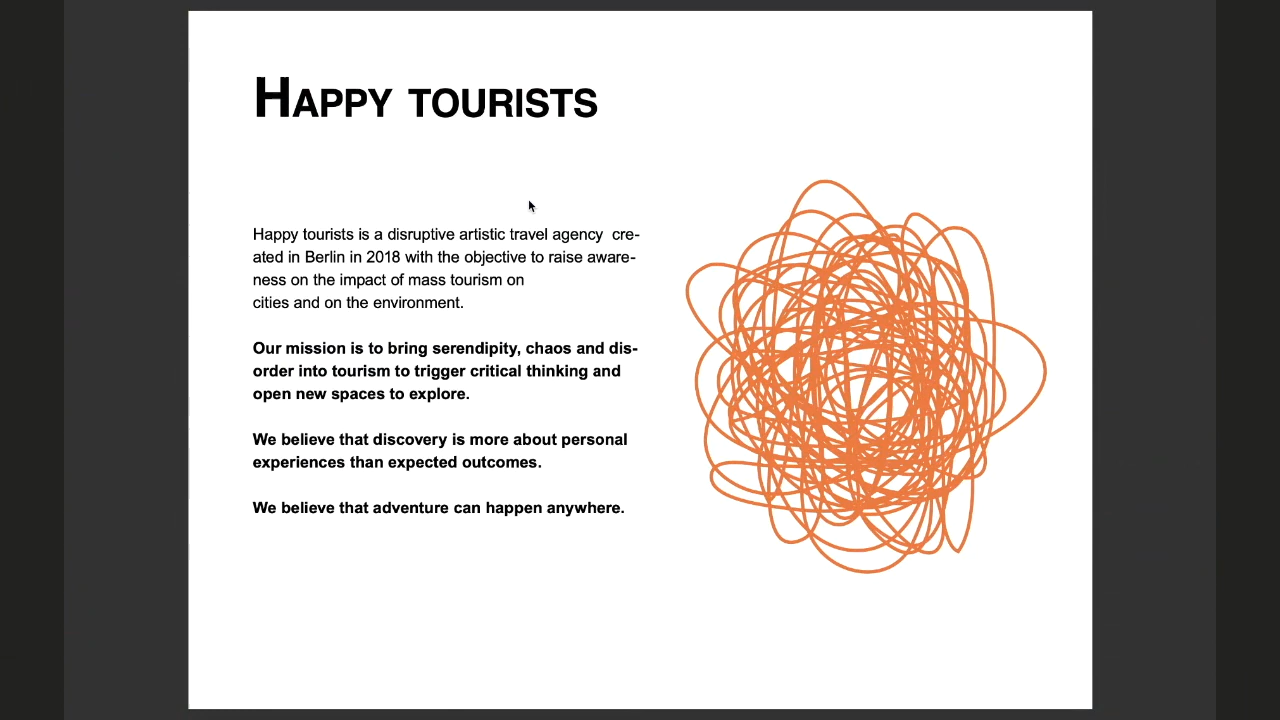 Happy tourists
Happy tourists is a disruptive artistic travel agency  cre-
ated in Berlin in 2018 with the objective to raise aware-
ness on the impact of mass tourism on
cities and on the environment.
Our mission is to bring serendipity, chaos and dis-
order into tourism to trigger critical thinking and
open new spaces to explore.
We believe that discovery is more about personal
experiences than expected outcomes.
We believe that adventure can happen anywhere.